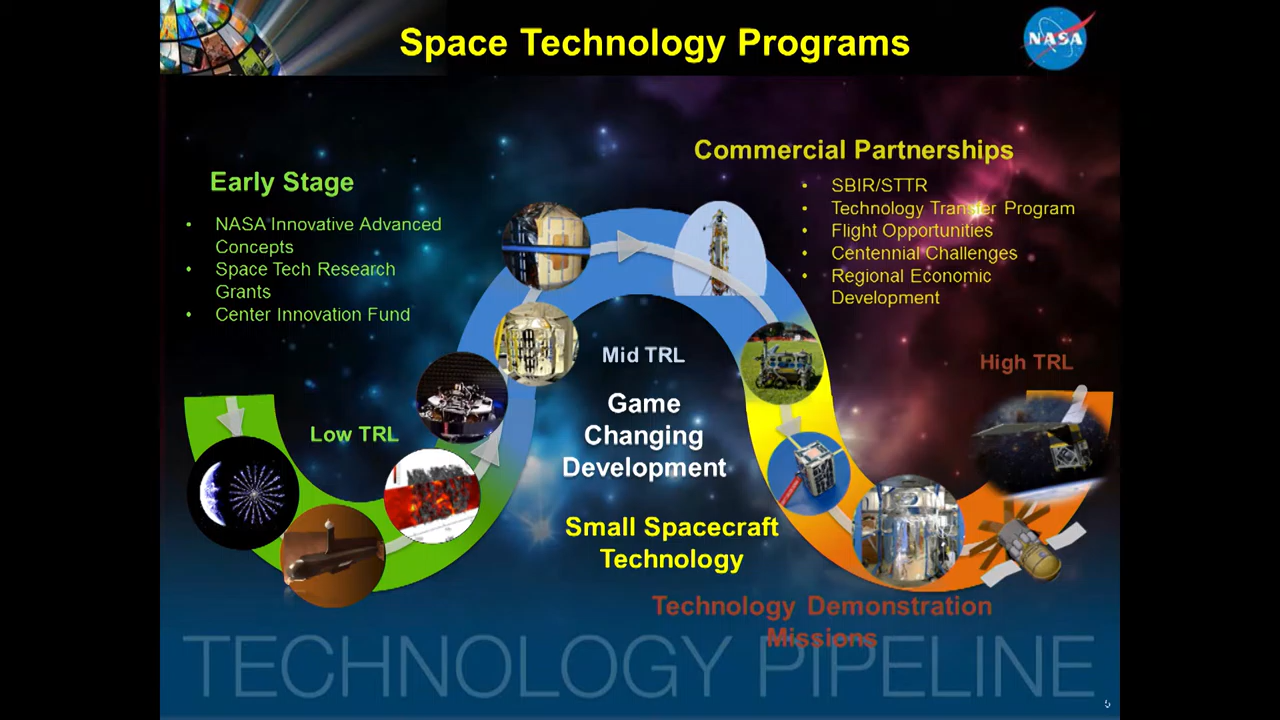 Space Technology Programs
NASA
Commercial Partnerships
• SBIR/STTR
• Technology Transfer Program
• Flight Opportunities
• Centennial Challenges
• Regional Economic
Development
Early Stage
• NASA Innovative Advanced
Concepts
• Space Tech Research
Grants
• Center Innovation Fund
Mid TRL
High TRL
Low TRL
Game
Changing
Development
Small Spacecraft
Technology
Technology Demonstration
Missions
TECHNOLOGY PIPELINE